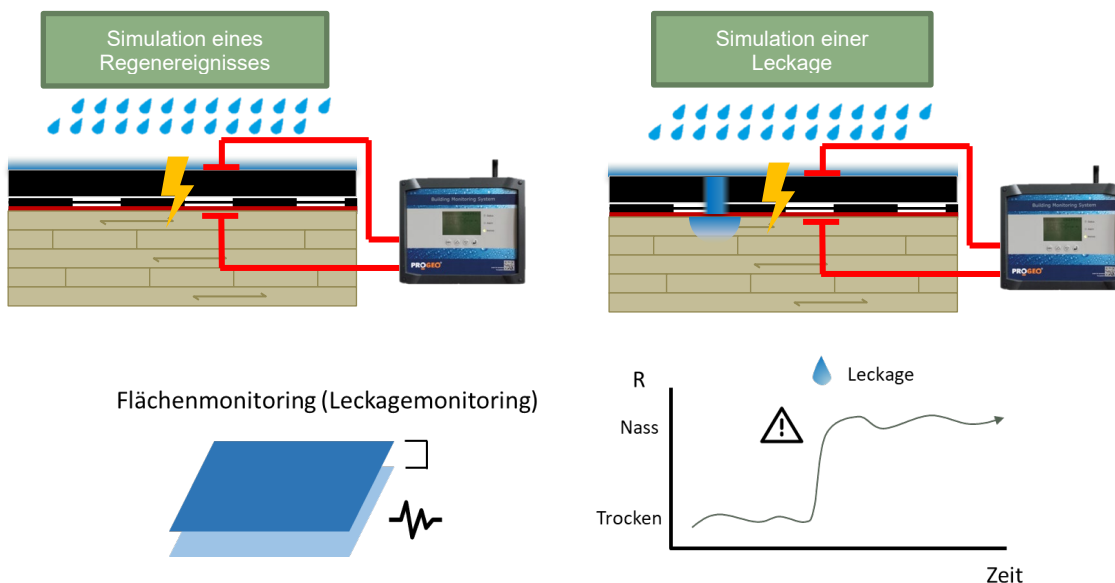 Simulation eines
Regenereignisses
Simulation einer
Leckage
Building Monitoring System
PROGEO
Building Monitoring System
PROGEO
Flächenmonitoring (Leckagemonitoring)
R
Leckage
Nass
Trocken
Zeit